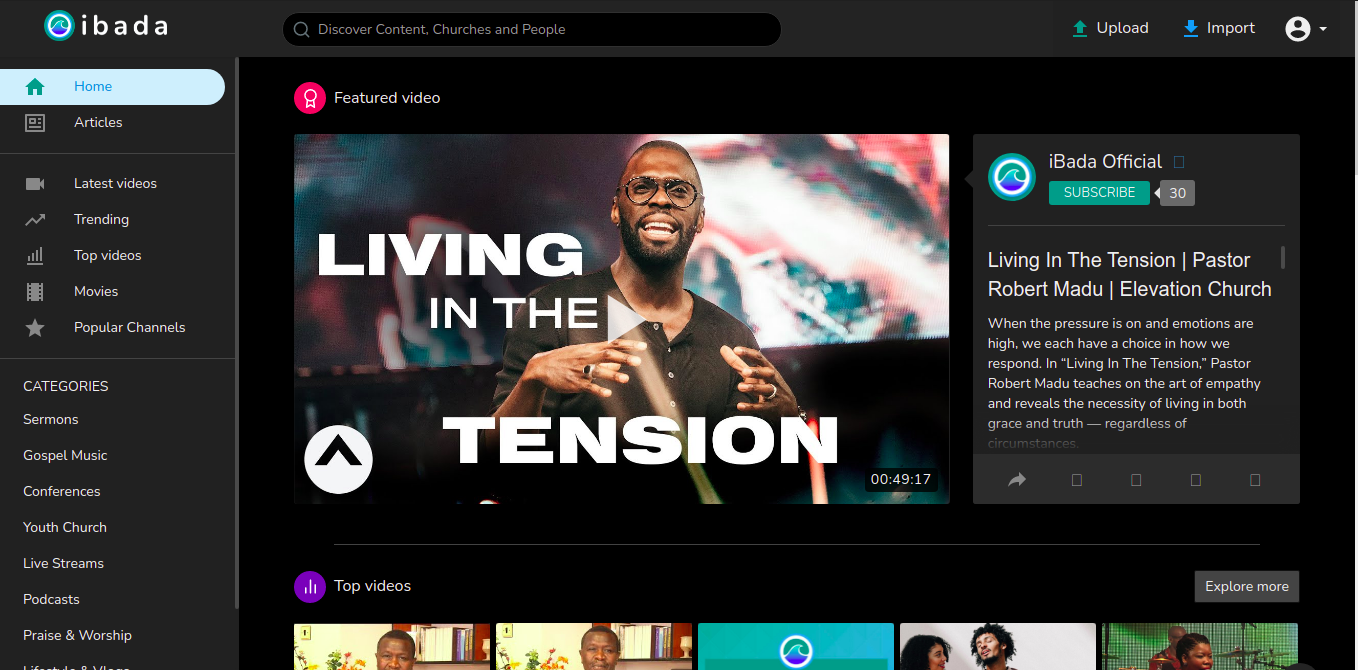 ibada
Discover Content, Churches and People
Upload
Import
Home
Articles
Latest videos
Trending
Top videos
Movies
Popular Channels
CATEGORIES
Sermons
Gospel Music
Conferences
Youth Church
Live Streams
Podcasts
Praise & Worship
Lifestyle & Vlogs
Featured video
LIVING
IN THE
TENSION
00:49:17
iBada Official
SUBSCRIBE
30
Living In The Tension | Pastor
Robert Madu | Elevation Church
When the pressure is on and emotions are
high, we each have a choice in how we
respond. In “Living In The Tension,” Pastor
Robert Madu teaches on the art of empathy
and reveals the necessity of living in both
grace and truth — regardless of
circumstances.
Top videos
Explore more